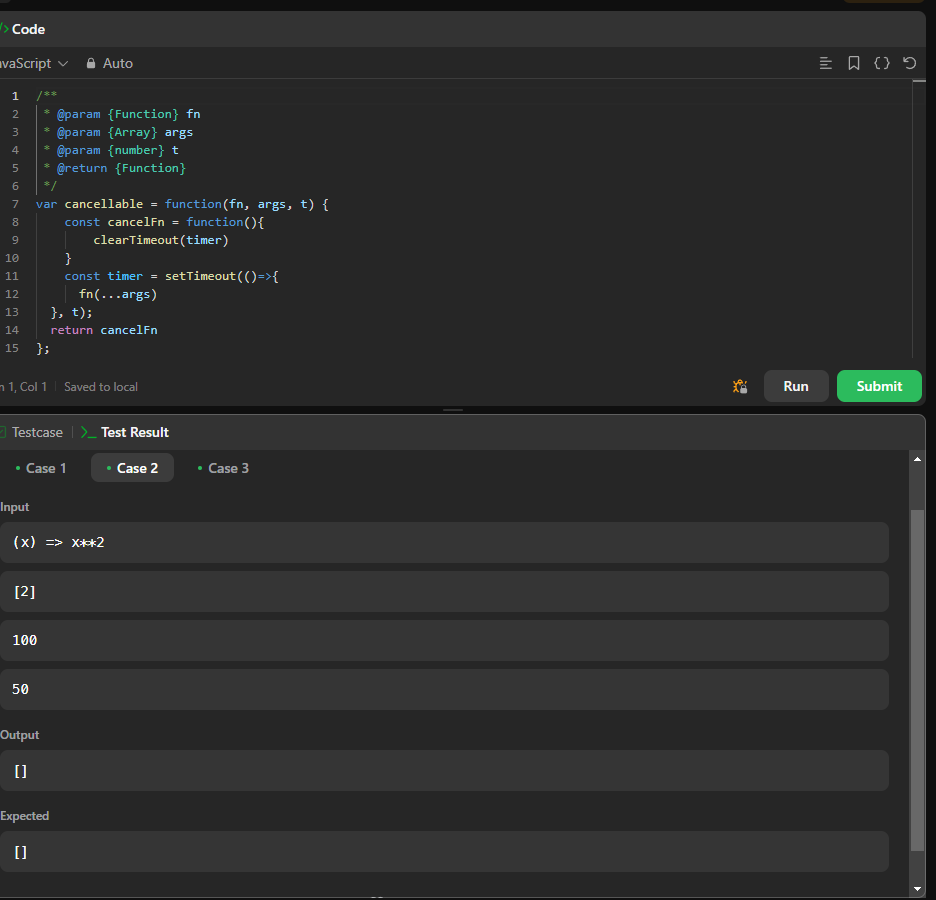 Code
vaScript
Auto
1 /**
2 * @param {Function} fn
3 * @param {Array} args
4 * @param {number} t
5 * @return {Function}
6 */
7 var cancellable = function(fn, args, t) {
8 const cancelFn = function(){
9 clearTimeout(timer)
10 }
11 const timer = setTimeout(()=>{
12 fn(...args)
13 }, t);
14 return cancelFn
15 };
n 1, Col 1 Saved to local
Run
Submit
Testcase
>_ Test Result
Case 1
Case 2
Case 3
Input
(x) => x**2
[2]
100
50
Output
[]
Expected
[]